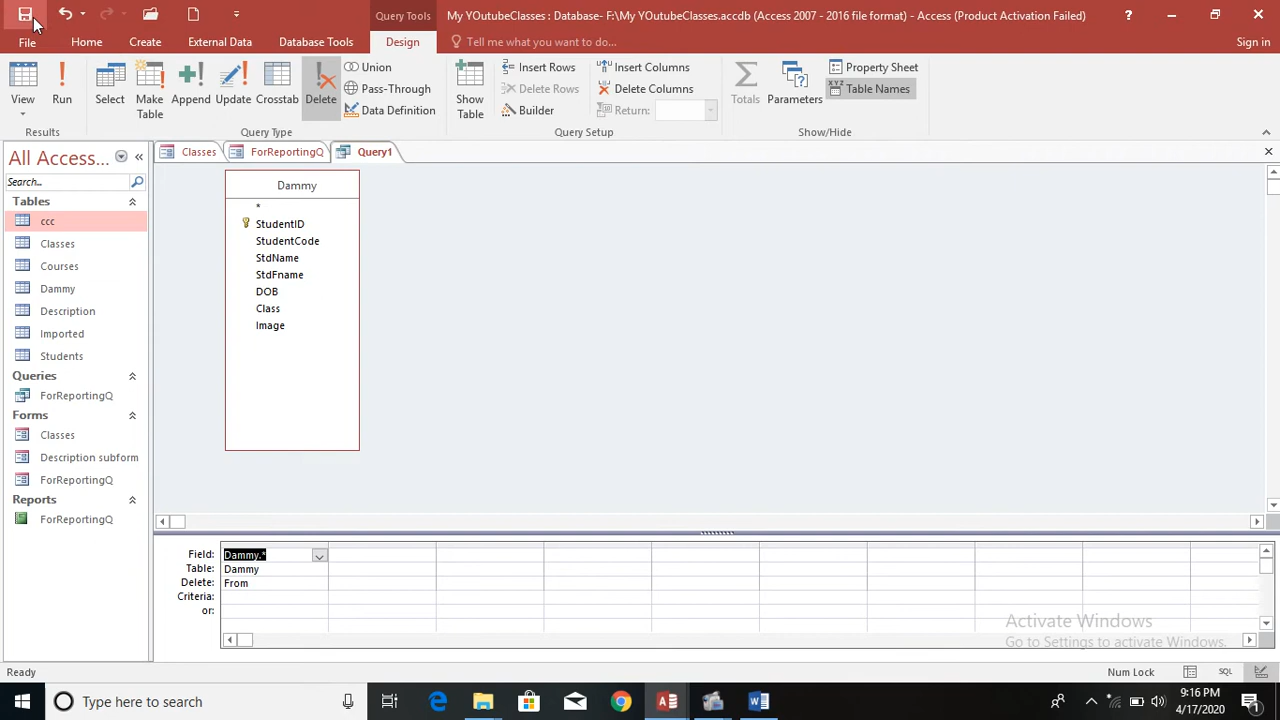 My YOutubeClasses : Database- F:\My YOutubeClasses.accdb (Access 2007 - 2016 file format) - Access (Product Activation Failed)
Query Tools
File Home Create External Data Database Tools Design Tell me what you want to do... Sign in
View Run Select Make Table Append Update Crosstab Delete
Union
Pass-Through
Data Definition
Show Table
Insert Rows
Delete Rows
Builder
Insert Columns
Delete Columns
Return:
Totals Parameters
Property Sheet
Table Names
Results Query Type Query Setup Show/Hide
All Access...
Search...
Tables
ccc
Classes
Courses
Dammy
Description
Imported
Students
Queries
ForReportingQ
Forms
Classes
Description subform
ForReportingQ
Reports
ForReportingQ
Classes ForReportingQ Query1
Dammy
*
StudentID
StudentCode
StdName
StdFname
DOB
Class
Image
Field: Dammy.*
Table: Dammy
Delete: From
Criteria:
or:
Activate Windows
Go to Settings to activate Windows.
Ready Num Lock SQL
Type here to search
9:16 PM
4/17/2020
1